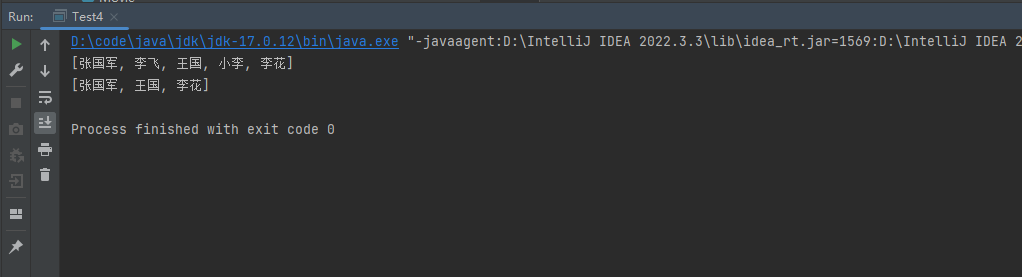 Movie
Run: Test4 ×
D:\code\java\jdk\jdk-17.0.12\bin\java.exe "-javaagent:D:\IntelliJ IDEA 2022.3.3\lib\idea_rt.jar=1569:D:\IntelliJ IDEA 2
[张国军, 李飞, 王国, 小李, 李花]
[张国军, 王国, 李花]
Process finished with exit code 0